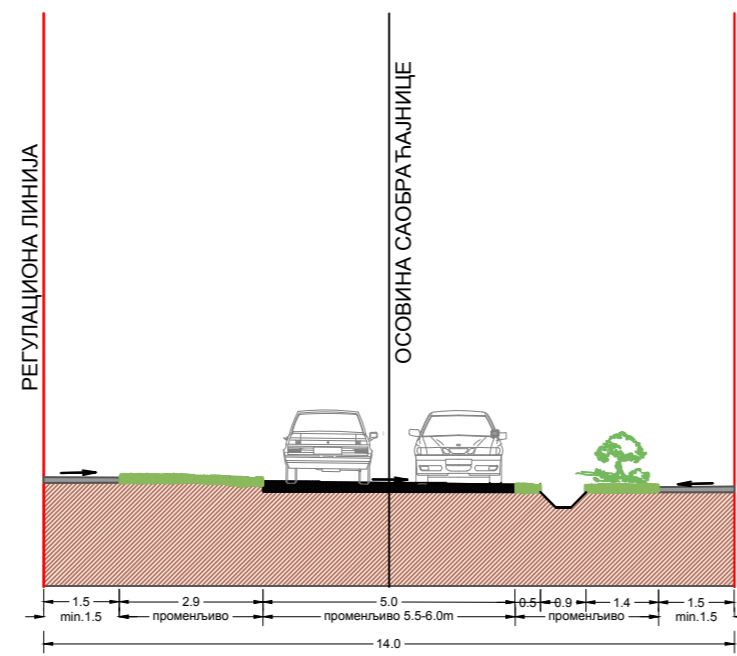 РЕГУЛАЦИОНА ЛИНИЈА
ОСОВИНА САОБРАЋАЈНИЦЕ
1.5 2.9 5.0 0.5 0.9 1.4 1.5
min.1.5 променљиво променљиво 5.5-6.0m променљиво min.1.5
14.0